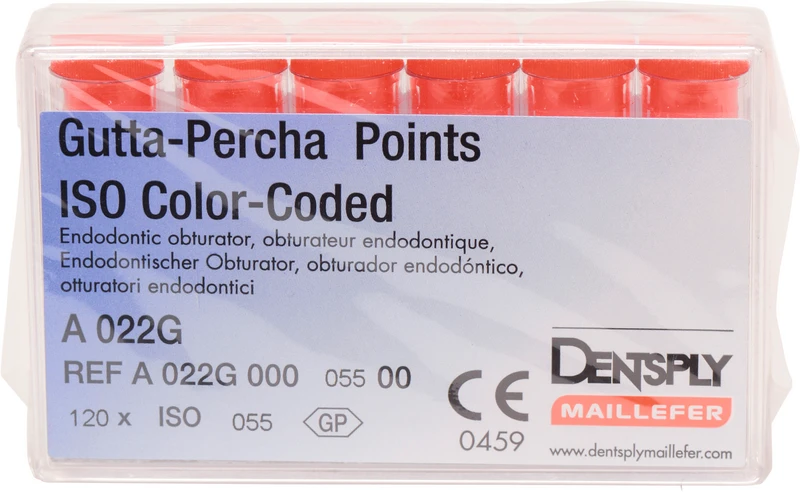 Gutta-Percha Points
ISO Color-Coded
Endodontic obturator, obturateur endodontique,
Endodontischer Obturator, obturador endodóntico,
otturatori endodontici
A 022G
REF A 022G 000 055 00
120 x ISO 055 GP
CE
0459
DENTSPLY
MAILLEFER
www.dentsplymaillefer.com